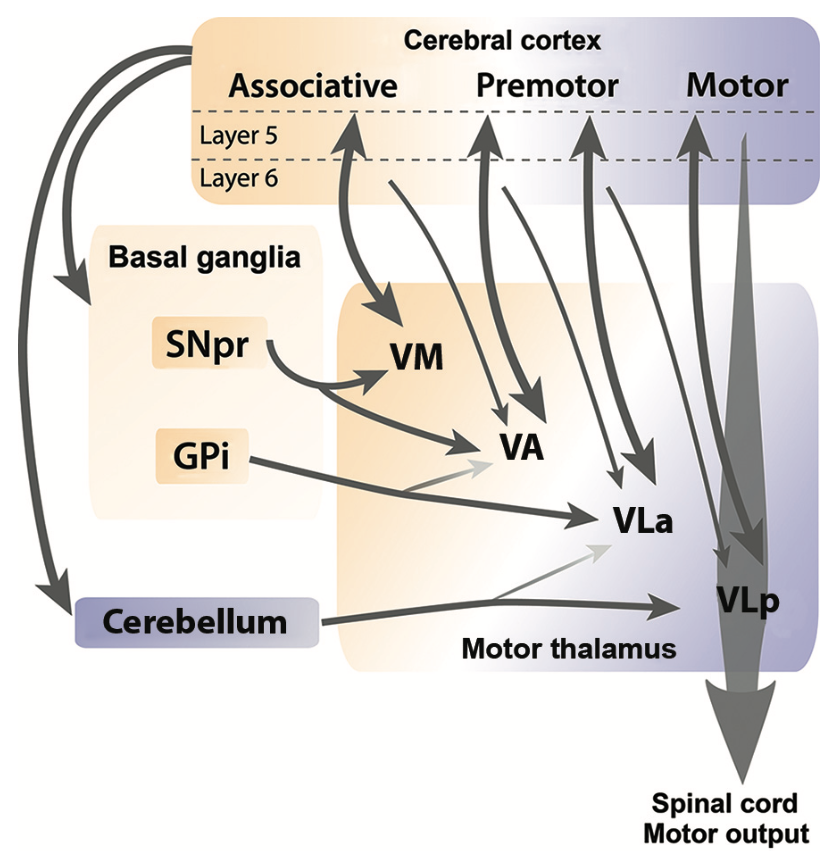 Cerebral cortex
Associative Premotor Motor
Layer 5
Layer 6
Basal ganglia
SNpr
VM
GPi
VA
VLa
VLp
Cerebellum
Motor thalamus
Spinal cord
Motor output